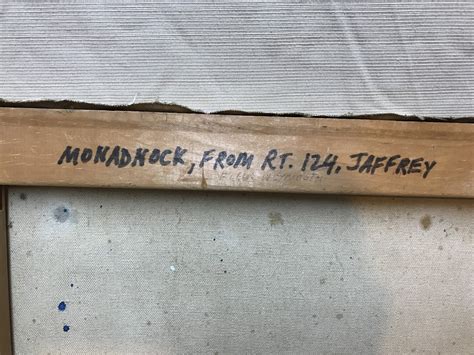 MONADNOCK, FROM RT. 124, JAFFREY